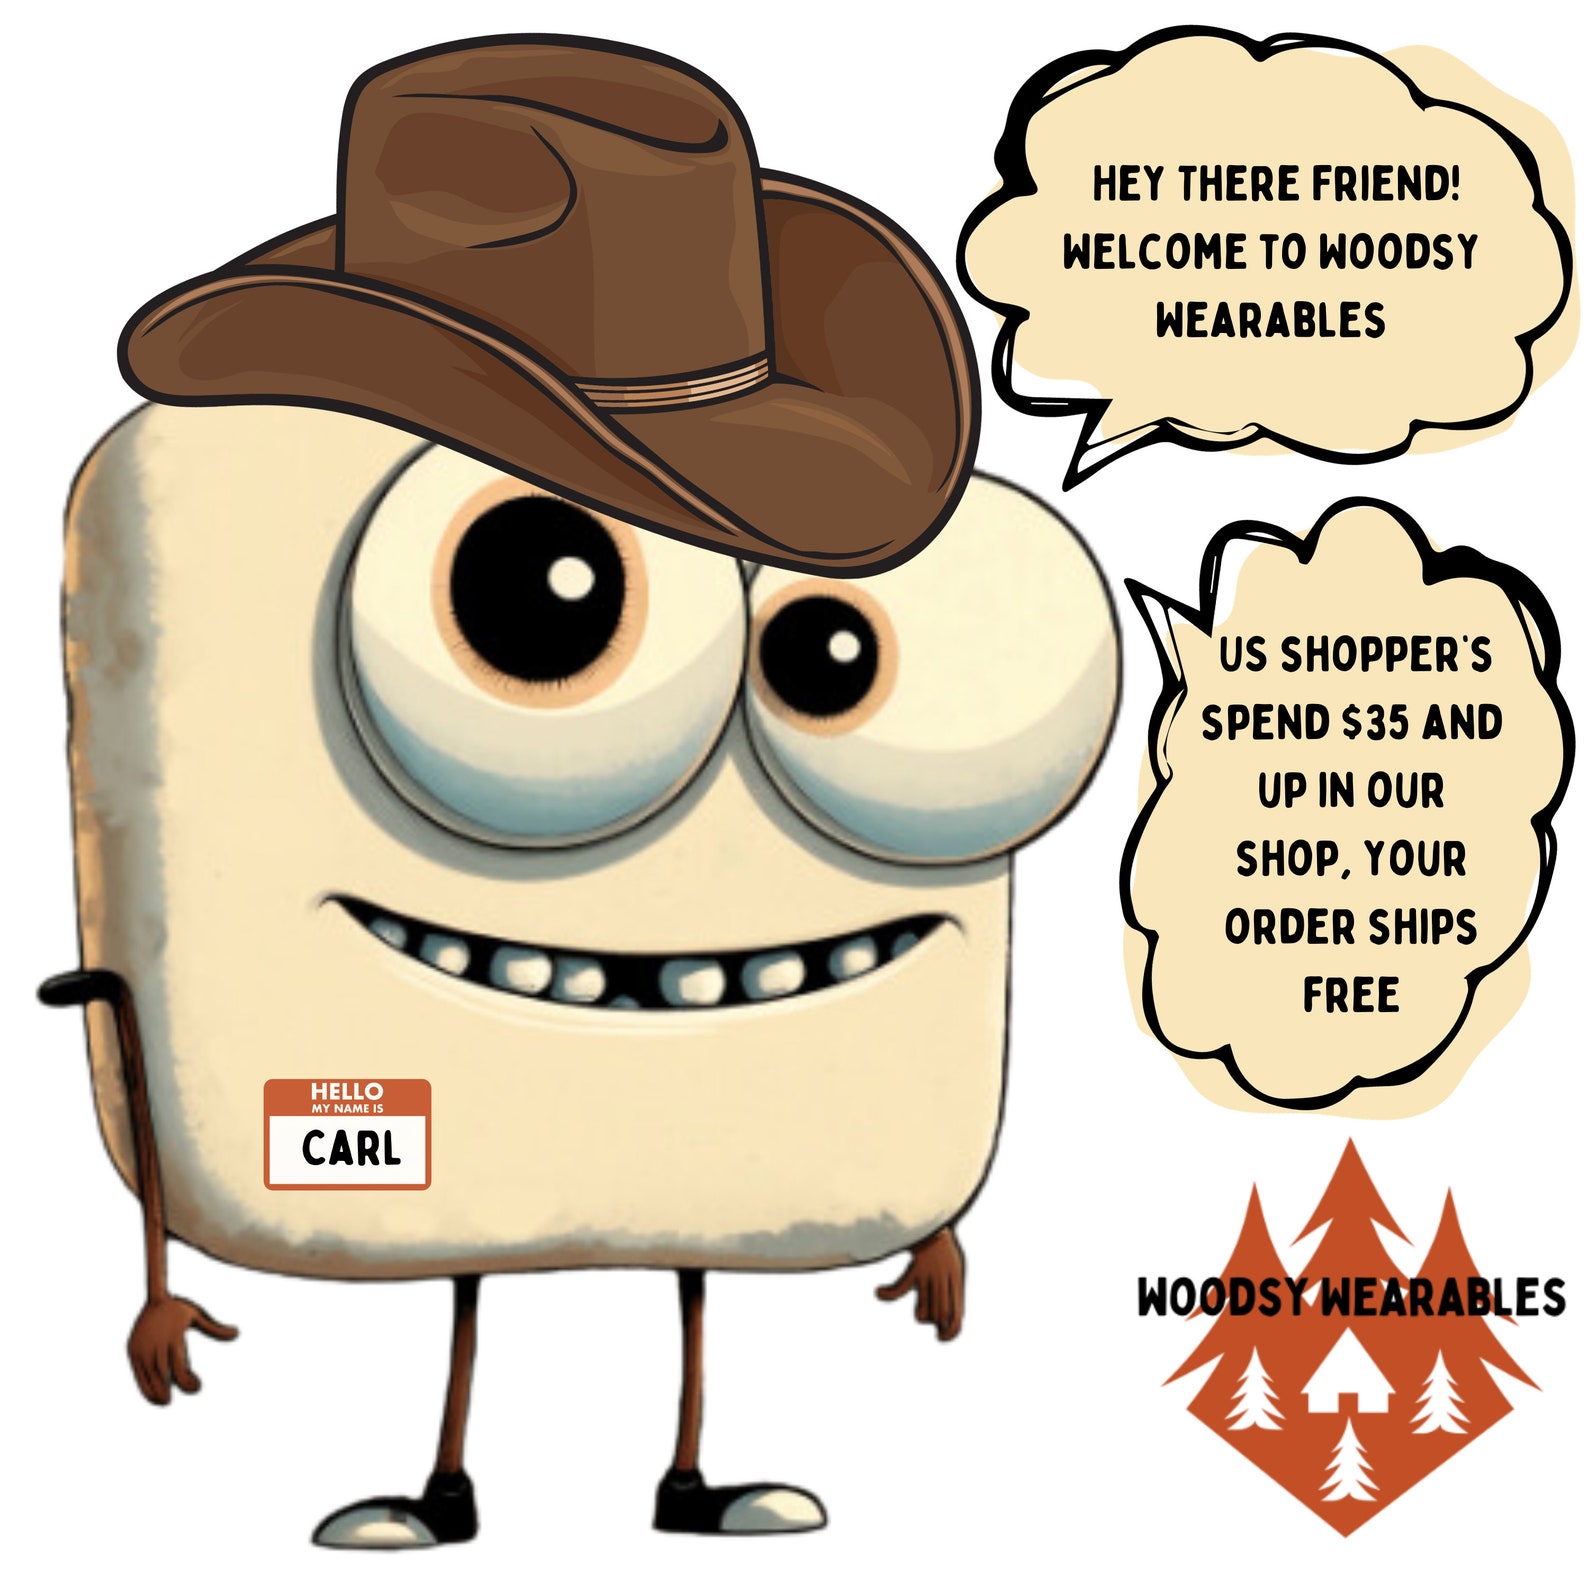 HEY THERE FRIEND!
WELCOME TO WOODSY
WEARABLES
US SHOPPER'S
SPEND $35 AND
UP IN OUR
SHOP, YOUR
ORDER SHIPS
FREE
HELLO
MY NAME IS
CARL
WOODSY WEARABLES